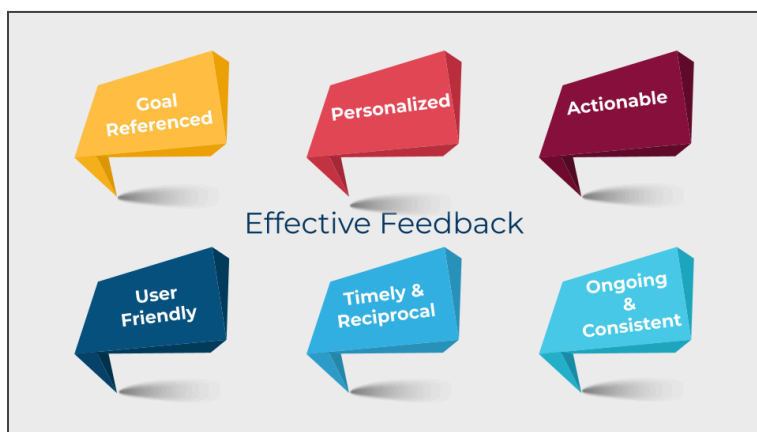 Goal
Referenced
Personalized
Actionable
Effective Feedback
User
Friendly
Timely &
Reciprocal
Ongoing
&
Consistent